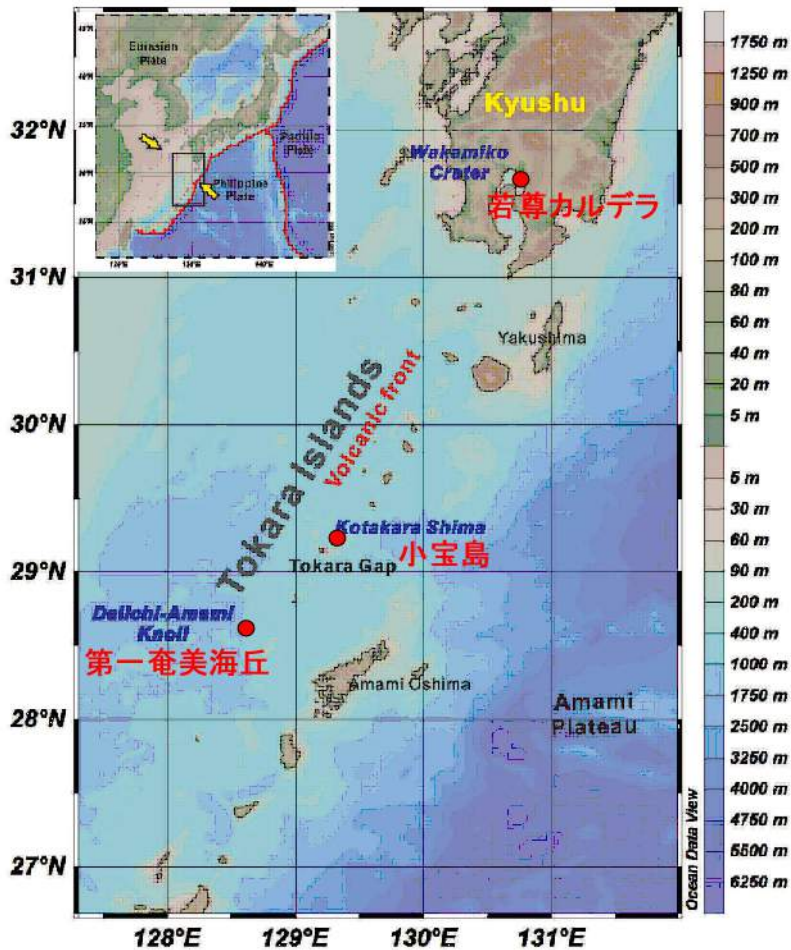 Eurasian
Plate
Pacific
Plate
Philippine
Plate
Kyushu
Wakamiko
Crater
若尊カルデラ
Yakushima
Tokara Islands
Volcanic front
Kotakara Shima
小宝島
Tokara Gap
Daiichi-Amami
Knoll
第一奄美海丘
Amami Oshima
Amami
Plateau
32°N
31°N
30°N
29°N
28°N
27°N
128°E
129°E
130°E
131°E
1750 m
1250 m
900 m
700 m
500 m
300 m
200 m
100 m
80 m
60 m
40 m
20 m
5 m
5 m
30 m
60 m
90 m
200 m
400 m
1000 m
1750 m
2500 m
3250 m
4000 m
4750 m
5500 m
6250 m
Ocean Data View